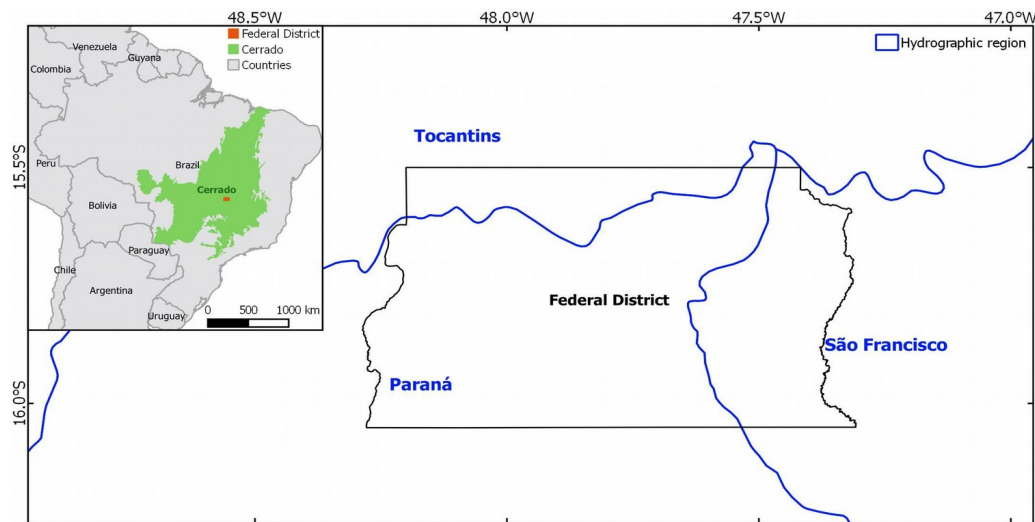 48.5°W 48.0°W 47.5°W 47.0°W
Federal District
Cerrado
Countries
Venezuela
Guyana
Colombia
Peru
Brazil
Cerrado
Bolivia
Paraguay
Chile
Argentina
Uruguay
0 500 1000 km
Hydrographic region
Tocantins
15.5°S
Federal District
São Francisco
Paraná
16.0°S